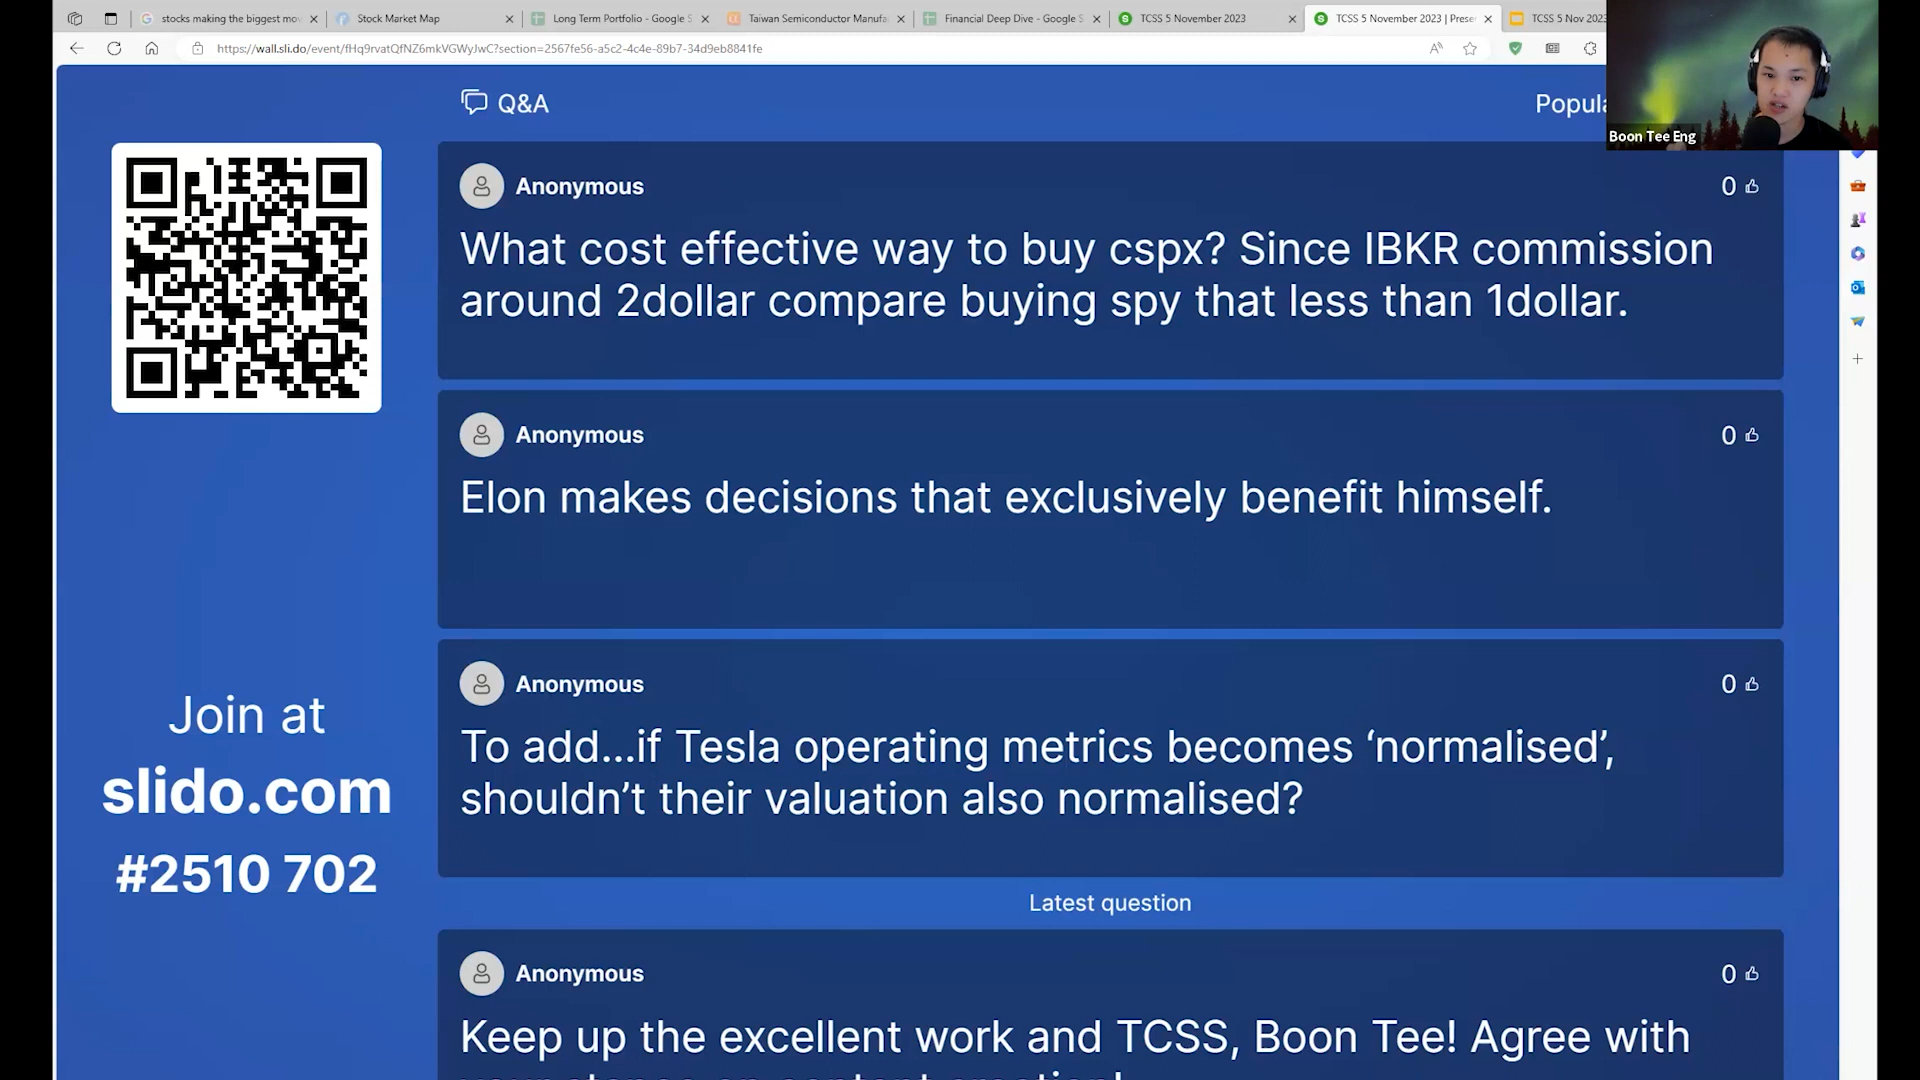 stocks making the biggest mov
Stock Market Map
Long Term Portfolio - Google S
Taiwan Semiconductor Manufa
Financial Deep Dive - Google S
TCSS 5 November 2023
TCSS 5 November 2023 | Prese
TCSS 5 Nov 2023
https://wall.sli.do/event/fHq9rvatQfNZ6mkVGWyJwC?section=2567fe56-a5c2-4c4e-89b7-34d9eb8841fe
Boon Tee Eng
Q&A
Popula
Anonymous
0
What cost effective way to buy cspx? Since IBKR commission
around 2dollar compare buying spy that less than 1dollar.
Anonymous
0
Elon makes decisions that exclusively benefit himself.
Anonymous
0
To add...if Tesla operating metrics becomes ‘normalised’,
shouldn’t their valuation also normalised?
Join at
slido.com
#2510 702
Latest question
Anonymous
0
Keep up the excellent work and TCSS, Boon Tee! Agree with